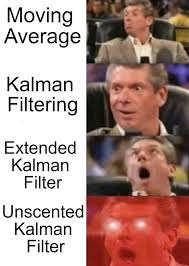 Moving
Average
Kalman
Filtering
Extended
Kalman
Filter
Unscented
Kalman
Filter